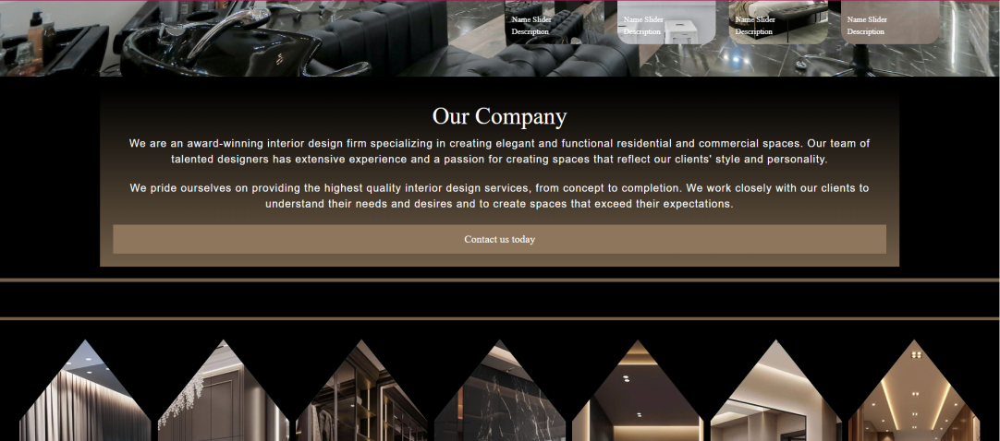 Name Slider
Description
Name Slider
Description
Name Slider
Description
Name Slider
Description
Our Company
We are an award-winning interior design firm specializing in creating elegant and functional residential and commercial spaces. Our team of
talented designers has extensive experience and a passion for creating spaces that reflect our clients' style and personality.
We pride ourselves on providing the highest quality interior design services, from concept to completion. We work closely with our clients to
understand their needs and desires and to create spaces that exceed their expectations.
Contact us today